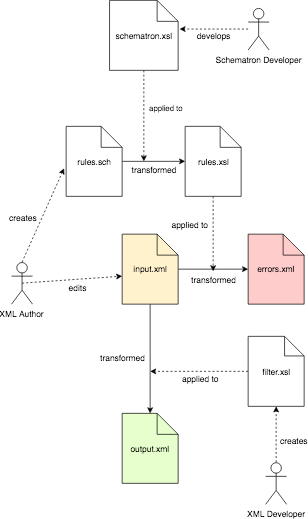 schematron.xsl
develops
Schematron Developer
applied to
rules.sch
transformed
rules.xsl
creates
applied to
input.xml
transformed
errors.xml
edits
XML Author
transformed
filter.xsl
applied to
output.xml
creates
XML Developer